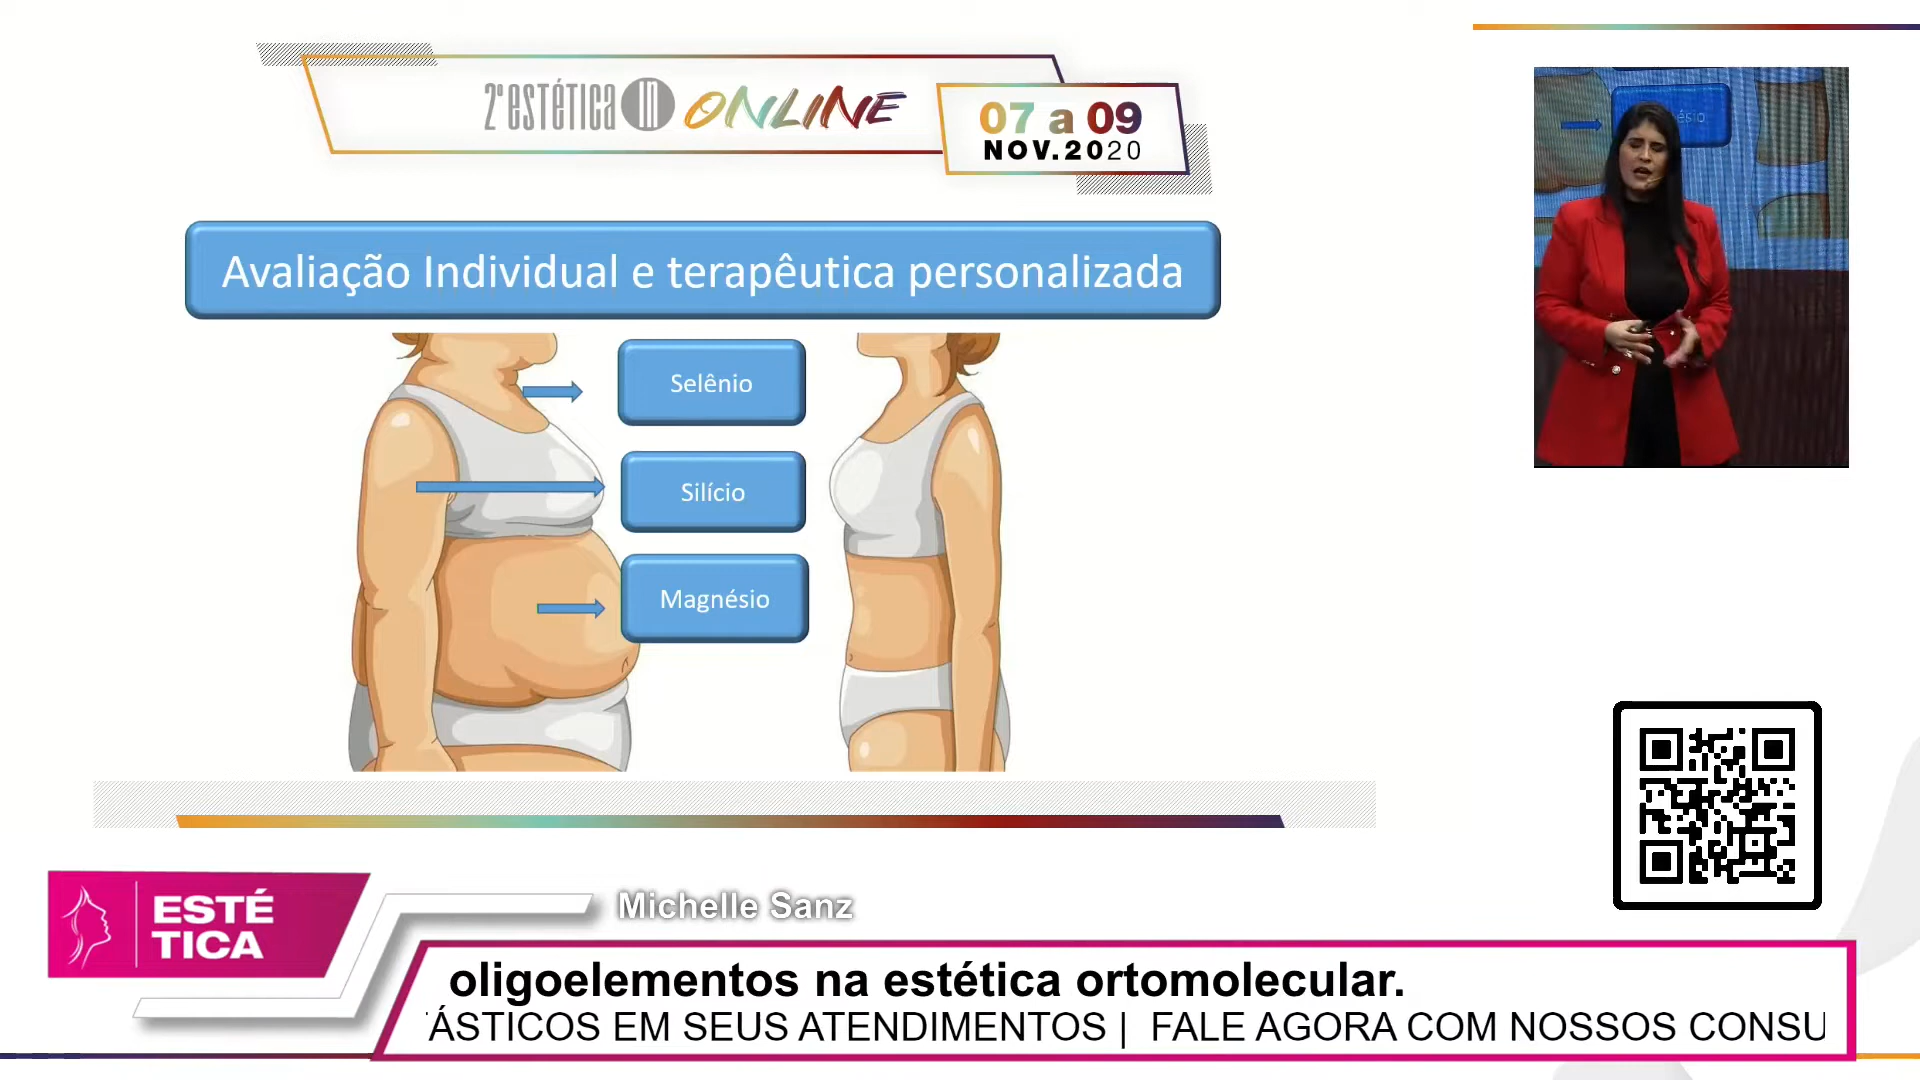 2ª estética IN ONLINE
07 a 09
NOV.2020
Avaliação Individual e terapêutica personalizada
Selênio
Silício
Magnésio
ESTÉ
TICA
Michelle Sanz
oligoelementos na estética ortomolecular.
ÁSTICOS EM SEUS ATENDIMENTOS | FALE AGORA COM NOSSOS CONSU